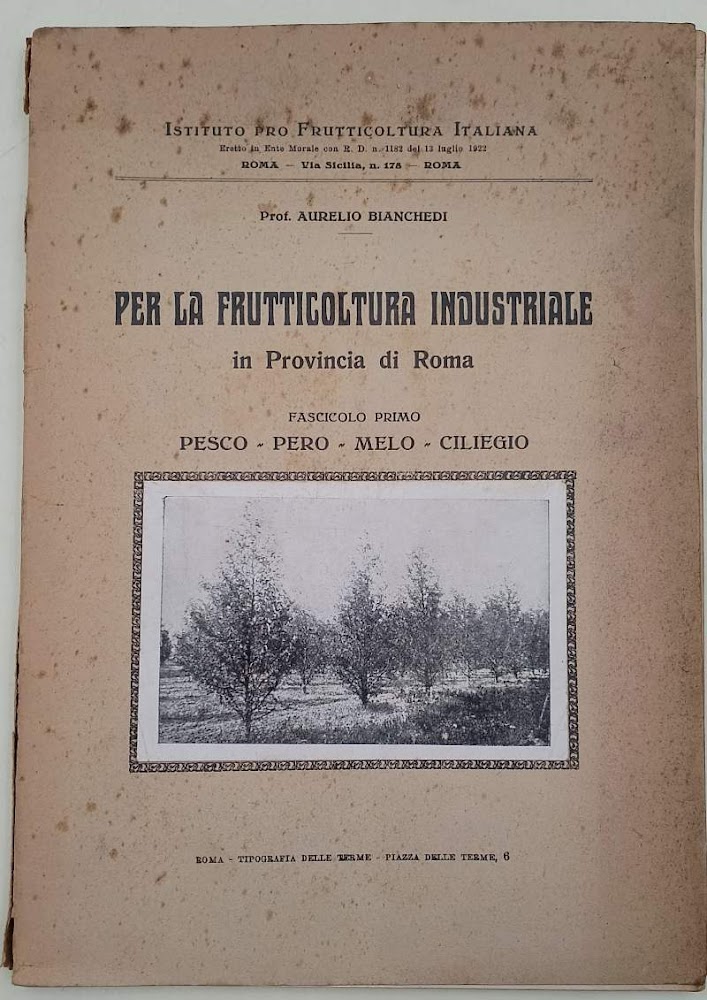 ISTITUTO PRO FRUTTICOLTURA ITALIANA
Eretto in Ente Morale con R. D. n. 1182 del 13 luglio 1922
ROMA — Via Sicilia, n. 178 — ROMA
Prof. AURELIO BIANCHEDI
PER LA FRUTTICOLTURA INDUSTRIALE
in Provincia di Roma
FASCICOLO PRIMO
PESCO - PERO - MELO - CILIEGIO
ROMA - TIPOGRAFIA DELLE TERME - PIAZZA DELLE TERME, 6